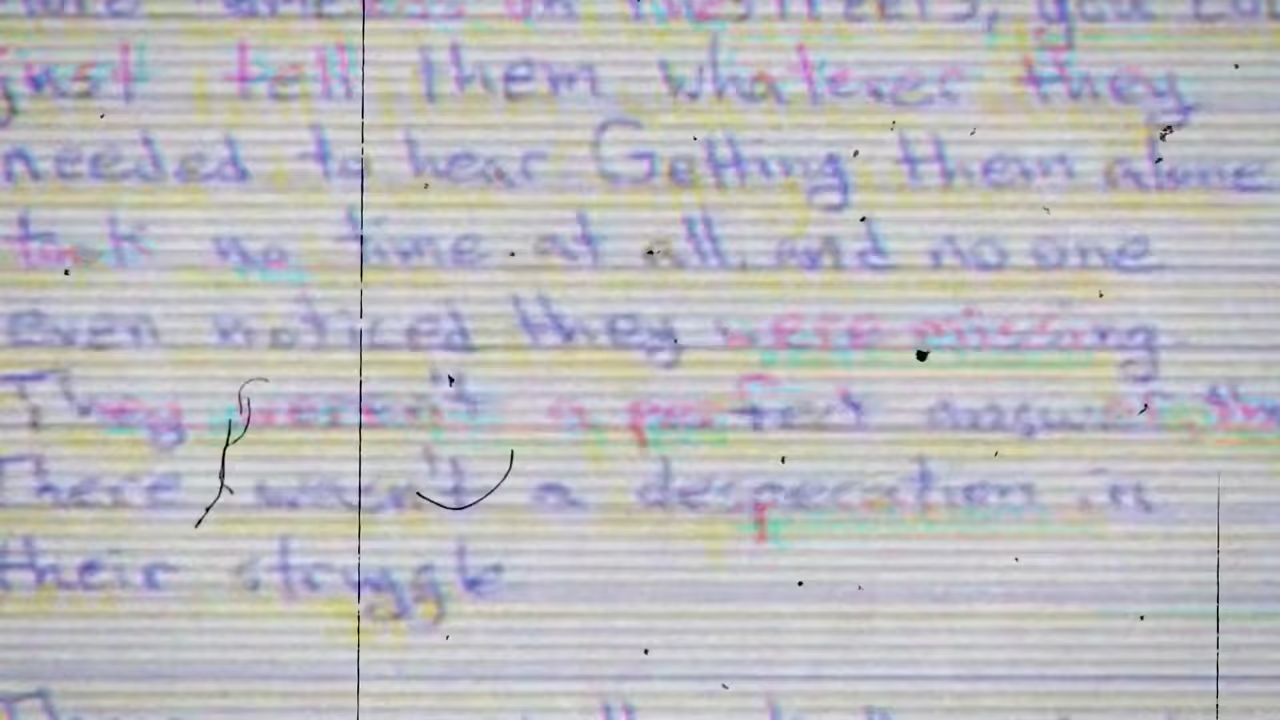 just tell them whatever they
needed to hear Getting them alone
took no time at all, and no one
even noticed they were missing
They weren't a perfect
There wasn't a desperation in
their struggle